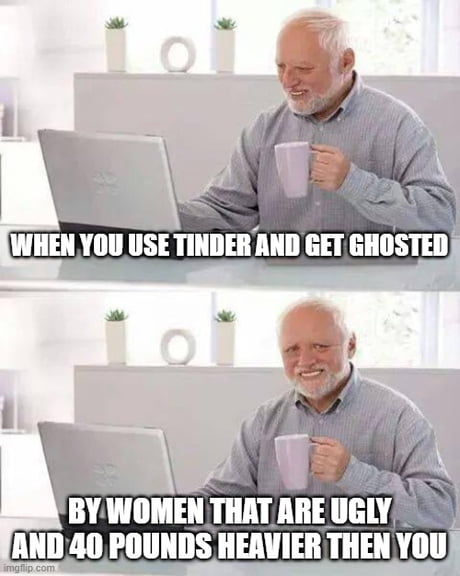 WHEN YOU USE TINDER AND GET GHOSTED
BY WOMEN THAT ARE UGLY
AND 40 POUNDS HEAVIER THEN YOU
imgflip.com